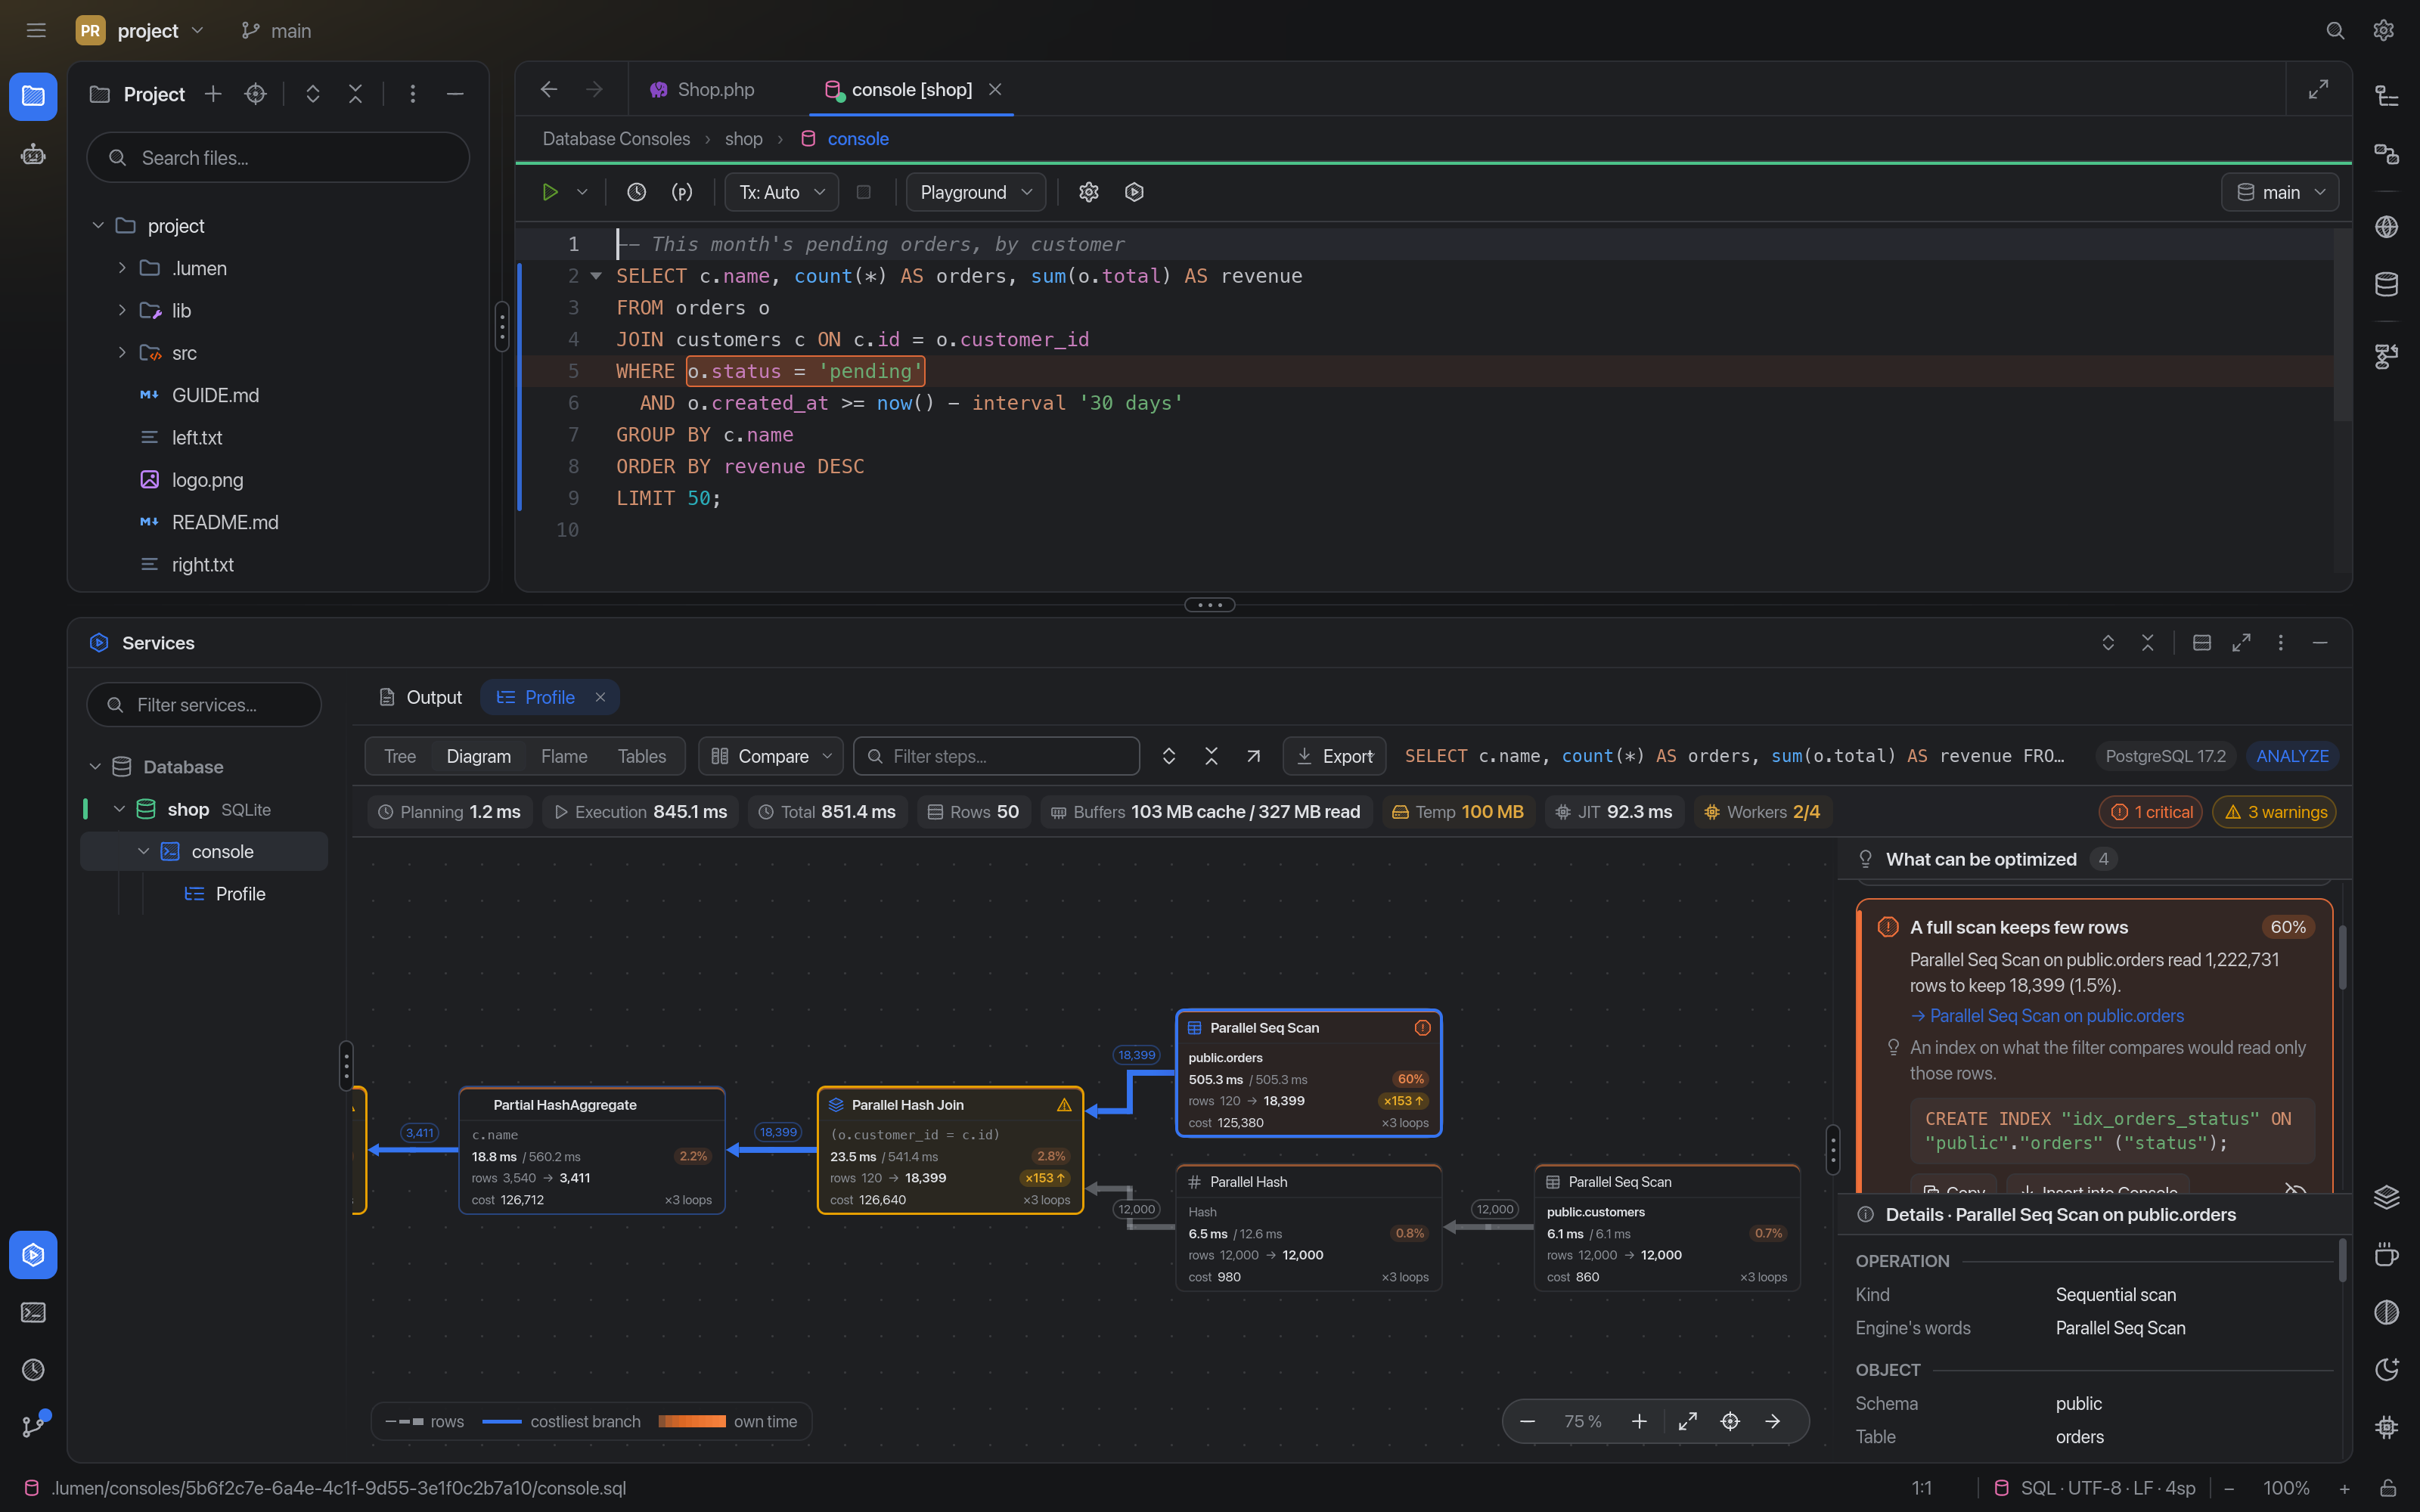 PR project main
Project
Search files...
project
.lumen
lib
src
GUIDE.md
left.txt
logo.png
README.md
right.txt
Shop.php
console [shop]
Database Consoles › shop › console
(P) Tx: Auto Playground main
1 -- This month's pending orders, by customer
2 SELECT c.name, count(*) AS orders, sum(o.total) AS revenue
3 FROM orders o
4 JOIN customers c ON c.id = o.customer_id
5 WHERE o.status = 'pending'
6 AND o.created_at >= now() - interval '30 days'
7 GROUP BY c.name
8 ORDER BY revenue DESC
9 LIMIT 50;
10
Services
Filter services...
Database
shop SQLite
console
Profile
Output Profile
Tree Diagram Flame Tables Compare Filter steps... Export SELECT c.name, count(*) AS orders, sum(o.total) AS revenue FRO… PostgreSQL 17.2 ANALYZE
Planning 1.2 ms Execution 845.1 ms Total 851.4 ms Rows 50 Buffers 103 MB cache / 327 MB read Temp 100 MB JIT 92.3 ms Workers 2/4 1 critical 3 warnings
3,411
Partial HashAggregate
c.name
18.8 ms / 560.2 ms 2.2%
rows 3,540 → 3,411
cost 126,712 ×3 loops
18,399
Parallel Hash Join
(o.customer_id = c.id)
23.5 ms / 541.4 ms 2.8%
rows 120 → 18,399 ×153 ↑
cost 126,640 ×3 loops
18,399
Parallel Seq Scan
public.orders
505.3 ms / 505.3 ms 60%
rows 120 → 18,399 ×153 ↑
cost 125,380 ×3 loops
12,000
Parallel Hash
Hash
6.5 ms / 12.6 ms 0.8%
rows 12,000 → 12,000
cost 980 ×3 loops
12,000
Parallel Seq Scan
public.customers
6.1 ms / 6.1 ms 0.7%
rows 12,000 → 12,000
cost 860 ×3 loops
rows costliest branch own time
75 %
What can be optimized 4
A full scan keeps few rows 60%
Parallel Seq Scan on public.orders read 1,222,731
rows to keep 18,399 (1.5%).
→ Parallel Seq Scan on public.orders
An index on what the filter compares would read only
those rows.
CREATE INDEX "idx_orders_status" ON
"public"."orders" ("status");
Copy Insert into Console
Details · Parallel Seq Scan on public.orders
OPERATION
Kind Sequential scan
Engine's words Parallel Seq Scan
OBJECT
Schema public
Table orders
.lumen/consoles/5b6f2c7e-6a4e-4c1f-9d55-3e1f0c2b7a10/console.sql 1:1 SQL · UTF-8 · LF · 4sp − 100% +